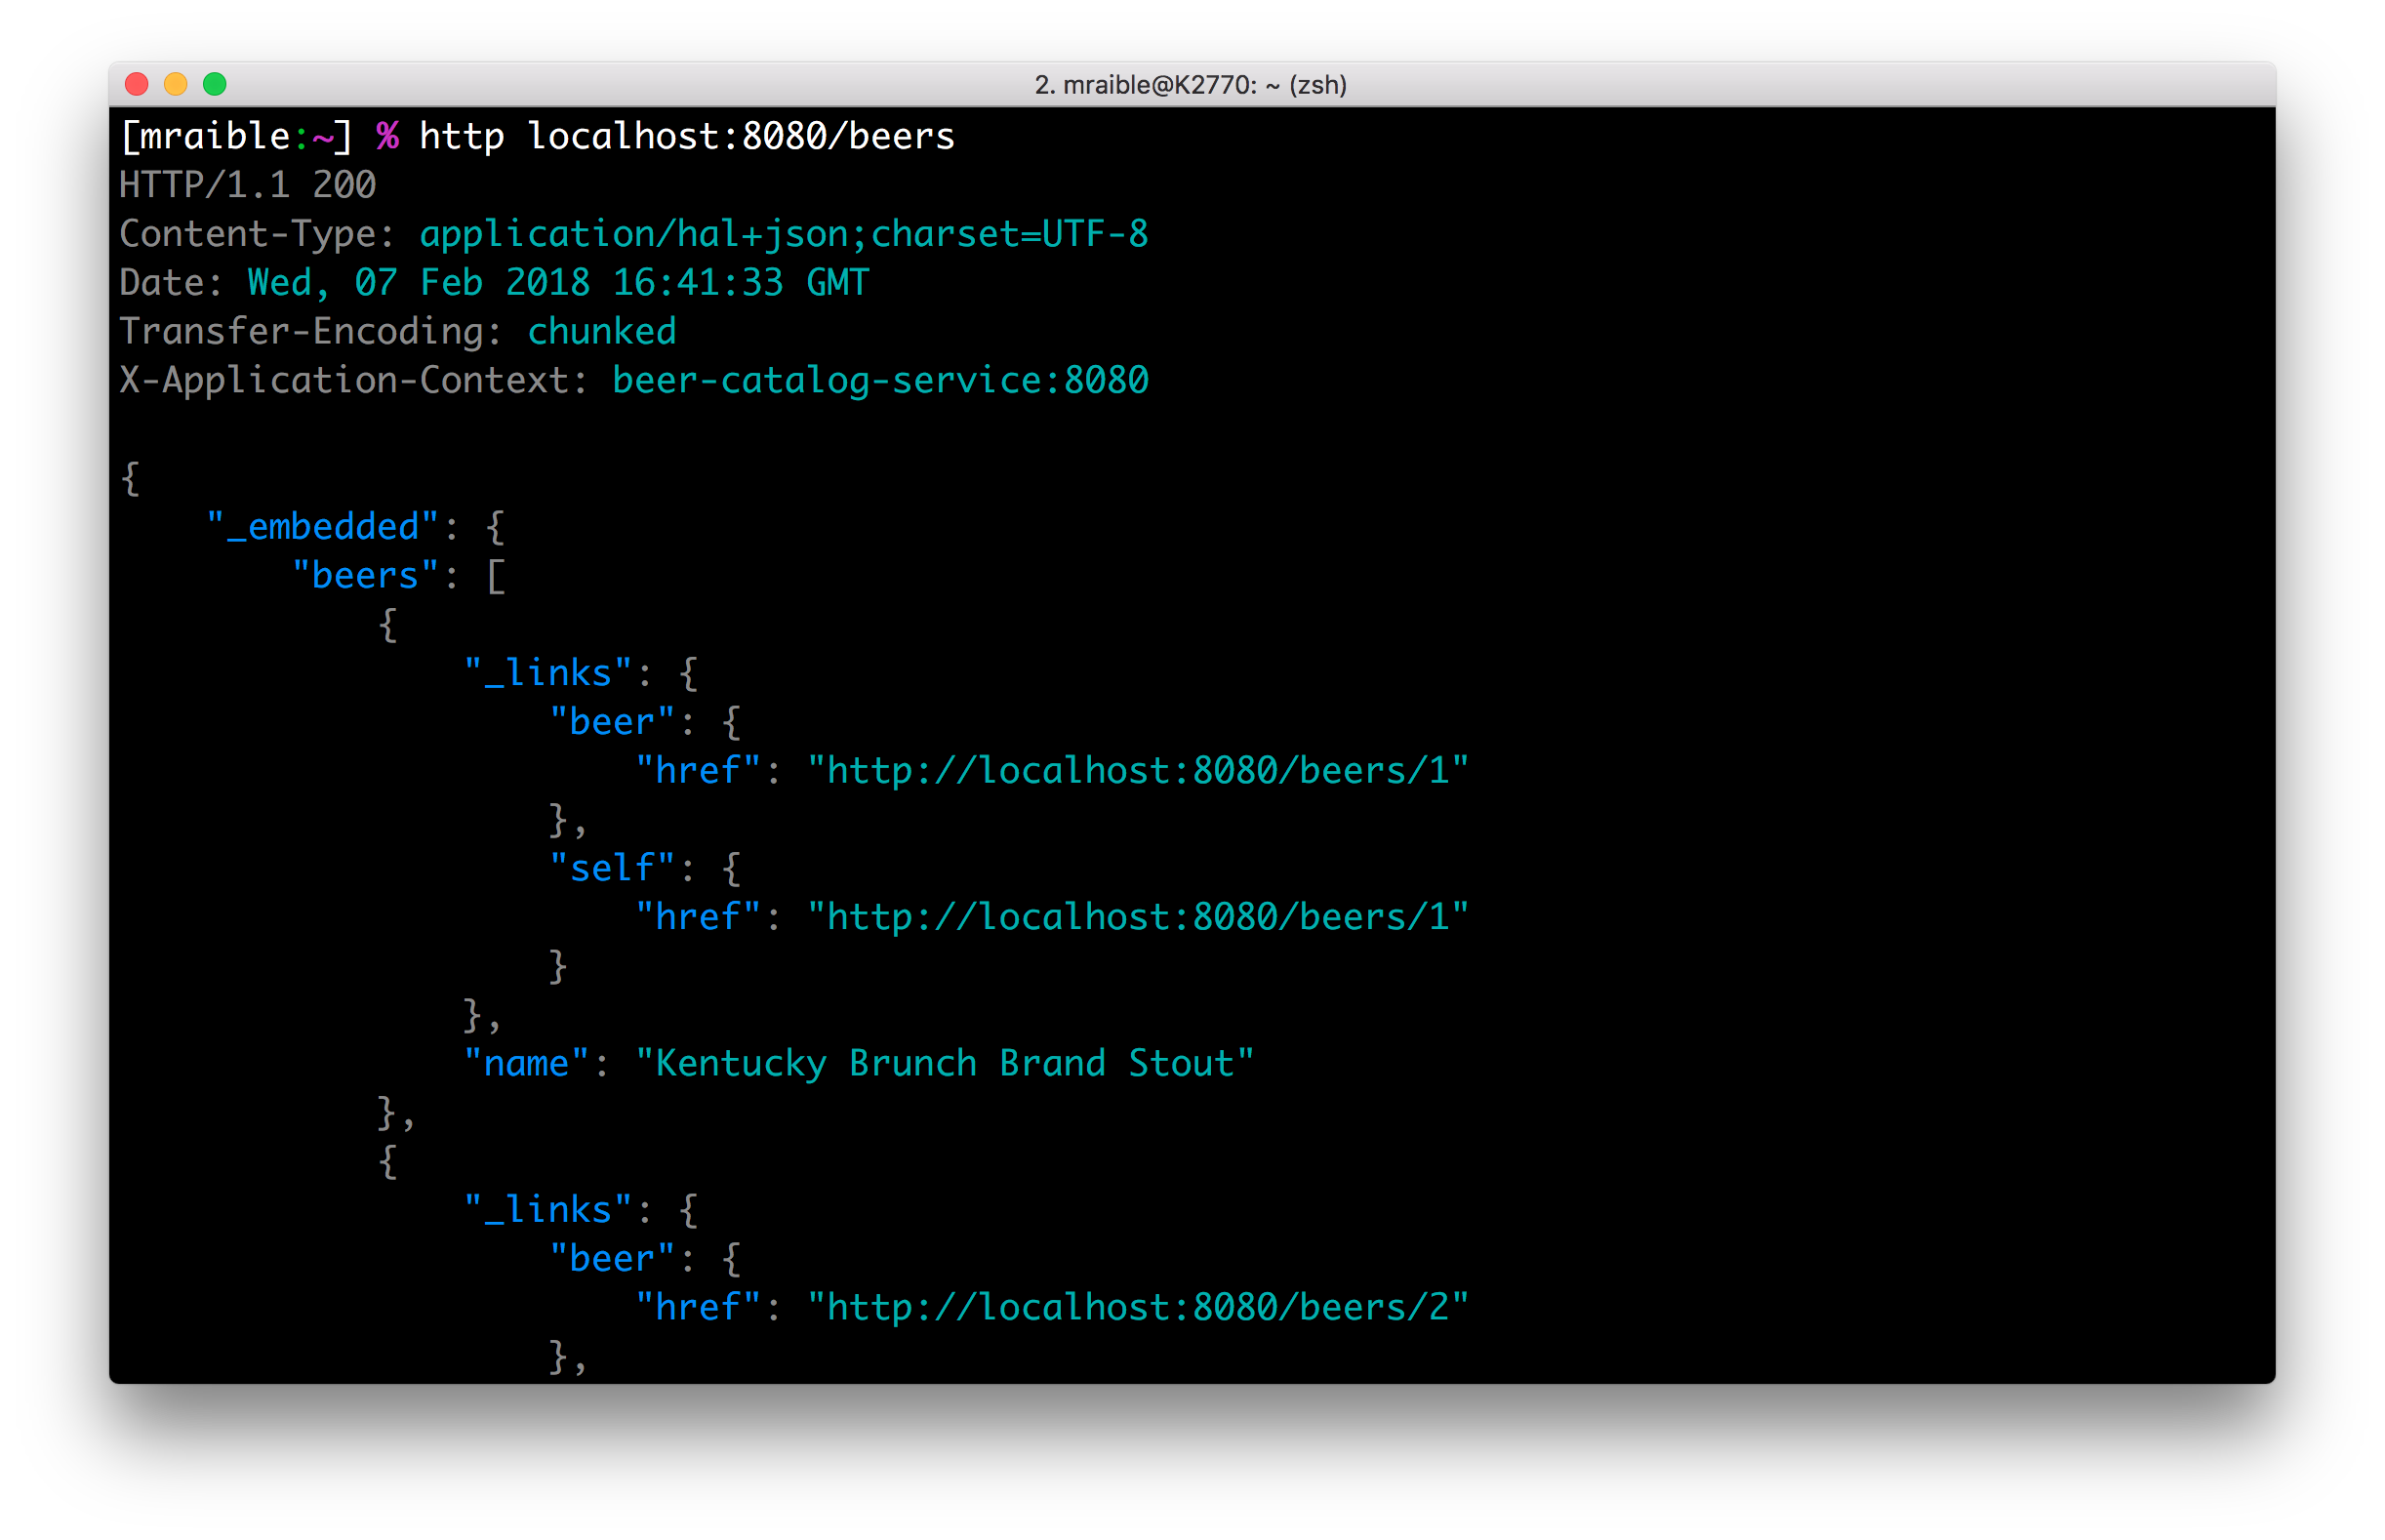 2. mraible@K2770: ~ (zsh)
[mraible:~] % http localhost:8080/beers
HTTP/1.1 200
Content-Type: application/hal+json;charset=UTF-8
Date: Wed, 07 Feb 2018 16:41:33 GMT
Transfer-Encoding: chunked
X-Application-Context: beer-catalog-service:8080

{
    "_embedded": {
        "beers": [
            {
                "_links": {
                    "beer": {
                        "href": "http://localhost:8080/beers/1"
                    },
                    "self": {
                        "href": "http://localhost:8080/beers/1"
                    }
                },
                "name": "Kentucky Brunch Brand Stout"
            },
            {
                "_links": {
                    "beer": {
                        "href": "http://localhost:8080/beers/2"
                    },